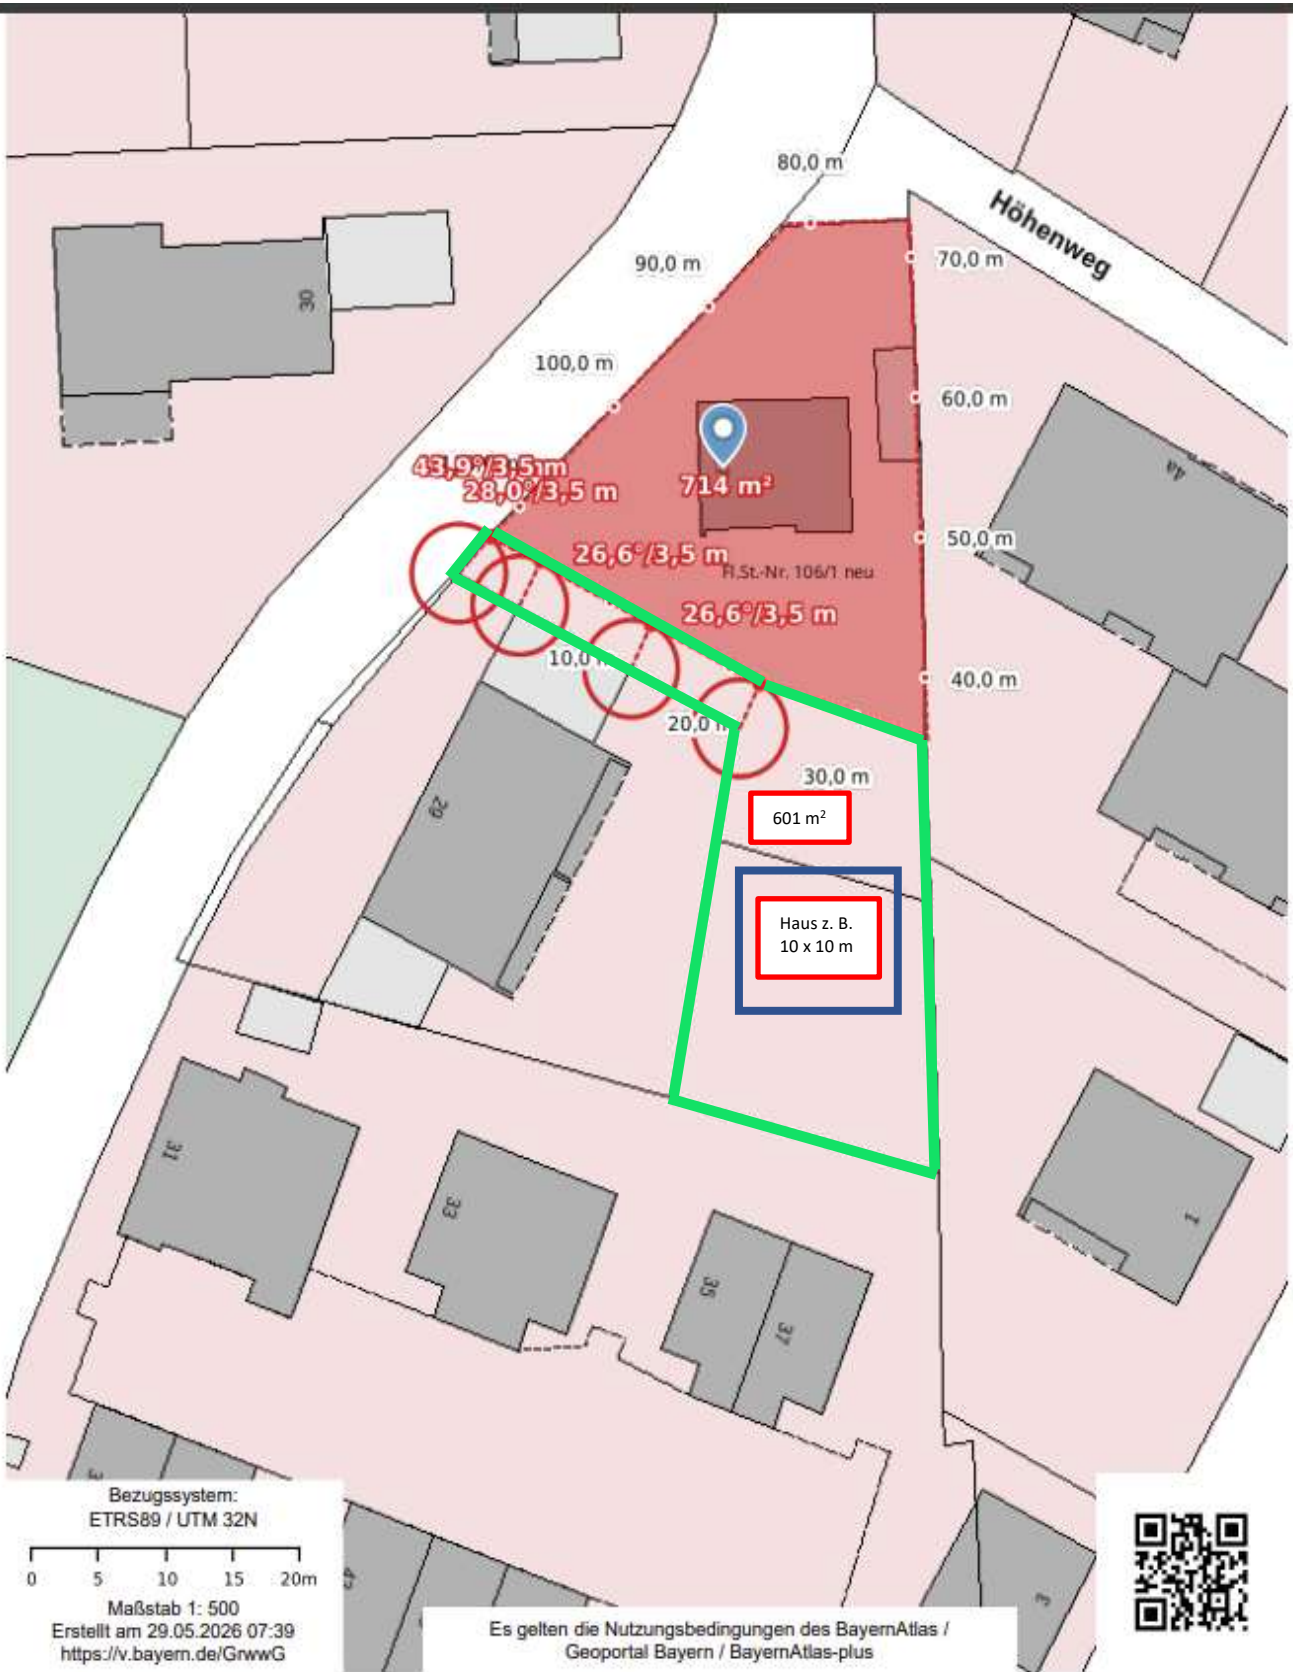 80,0 m
Höhenweg
90,0 m
70,0 m
30
100,0 m
60,0 m
43,9°/3,5 m
28,0°/3,5 m
714 m²
4a
50,0 m
26,6°/3,5 m
Fl.St.-Nr. 106/1 neu
26,6°/3,5 m
10,0 m
40,0 m
20,0 m
30,0 m
29
601 m²
Haus z. B.
10 x 10 m
31
33
35
37
1
3
Bezugssystem:
ETRS89 / UTM 32N
0 5 10 15 20m
Maßstab 1: 500
Erstellt am 29.05.2026 07:39
https://v.bayern.de/GrwwG
42
3
Es gelten die Nutzungsbedingungen des BayernAtlas /
Geoportal Bayern / BayernAtlas-plus